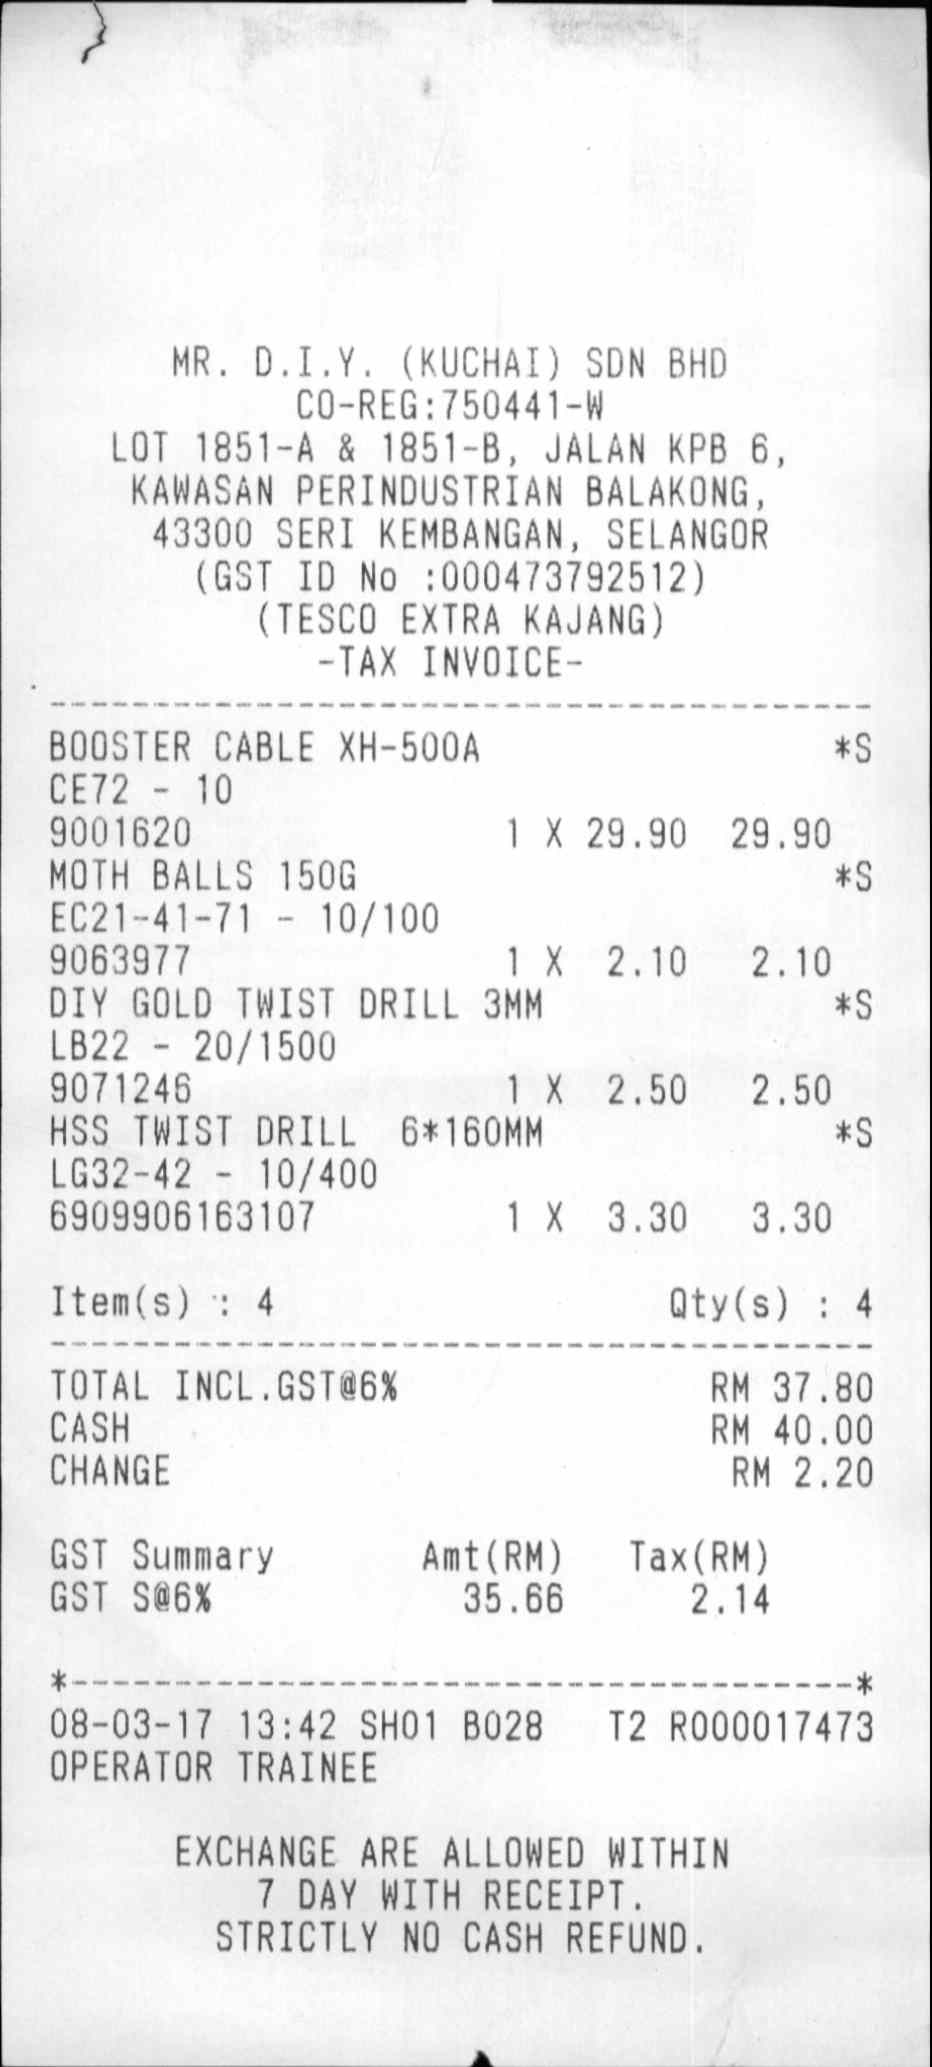 MR. D.I.Y. (KUCHAI) SDN BHD
CO-REG:750441-W
LOT 1851-A & 1851-B, JALAN KPB 6,
KAWASAN PERINDUSTRIAN BALAKONG,
43300 SERI KEMBANGAN, SELANGOR
(GST ID No :000473792512)
(TESCO EXTRA KAJANG)
-TAX INVOICE-
BOOSTER CABLE XH-500A *S
CE72 - 10
9001620 1 X 29.90 29.90
MOTH BALLS 150G *S
EC21-41-71 - 10/100
9063977 1 X 2.10 2.10
DIY GOLD TWIST DRILL 3MM *S
LB22 - 20/1500
9071246 1 X 2.50 2.50
HSS TWIST DRILL 6*160MM *S
LG32-42 - 10/400
6909906163107 1 X 3.30 3.30
Item(s) : 4 Qty(s) : 4
TOTAL INCL.GST@6% RM 37.80
CASH RM 40.00
CHANGE RM 2.20
GST Summary Amt(RM) Tax(RM)
GST S@6% 35.66 2.14
*--------------------------------------*
08-03-17 13:42 SH01 B028 T2 R000017473
OPERATOR TRAINEE
EXCHANGE ARE ALLOWED WITHIN
7 DAY WITH RECEIPT.
STRICTLY NO CASH REFUND.